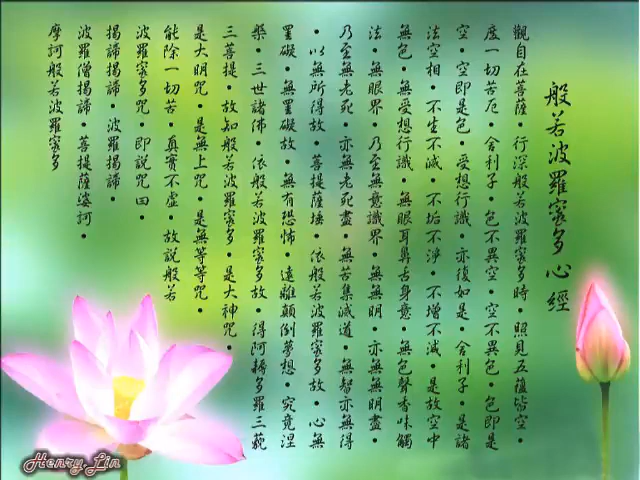 般若波羅蜜多心經
觀自在菩薩•行深般若波羅蜜多時•照見五蘊皆空•
度一切苦厄•舍利子•色不異空•空不異色•色即是
空•空即是色•受想行識•亦復如是•舍利子•是諸
法空相•不生不滅•不垢不淨•不增不減•是故空中
無色•無受想行識•無眼耳鼻舌身意•無色聲香味觸
法•無眼界•乃至無意識界•無無明•亦無無明盡•
乃至無老死•亦無老死盡•無苦集滅道•無智亦無得
•以無所得故•菩提薩埵•依般若波羅蜜多故•心無
罣礙•無罣礙故•無有恐怖•遠離顛倒夢想•究竟涅
槃•三世諸佛•依般若波羅蜜多故•得阿耨多羅三藐
三菩提•故知般若波羅蜜多•是大神咒•
是大明咒•是無上咒•是無等等咒•
能除一切苦•真實不虛•故說般若
波羅蜜多咒•即說咒曰•
揭諦揭諦•波羅揭諦•
波羅僧揭諦•菩提薩婆訶•
摩訶般若波羅蜜多
Henry Lin